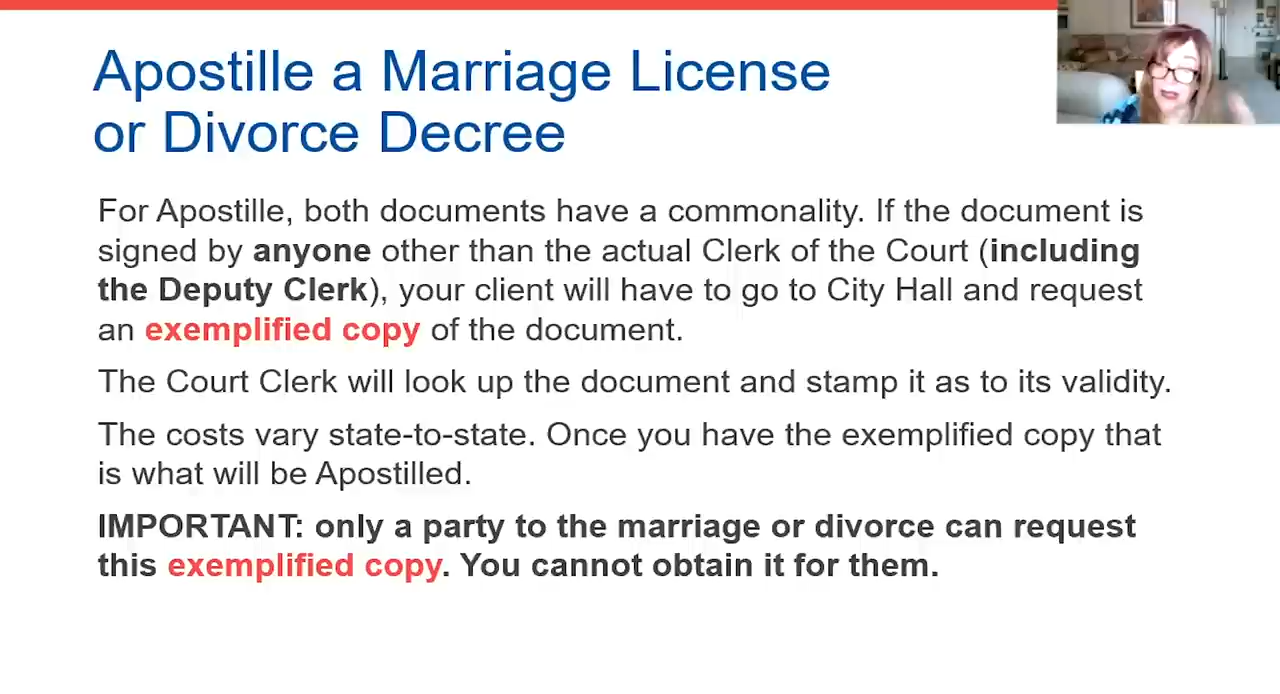 Apostille a Marriage License
or Divorce Decree
For Apostille, both documents have a commonality. If the document is
signed by anyone other than the actual Clerk of the Court (including
the Deputy Clerk), your client will have to go to City Hall and request
an exemplified copy of the document.
The Court Clerk will look up the document and stamp it as to its validity.
The costs vary state-to-state. Once you have the exemplified copy that
is what will be Apostilled.
IMPORTANT: only a party to the marriage or divorce can request
this exemplified copy. You cannot obtain it for them.